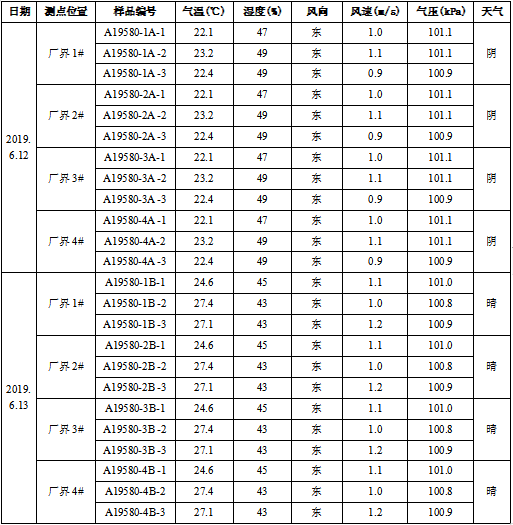 日期 测点位置 样品编号 气温(℃) 湿度(%) 风向 风速(m/s) 气压(kPa) 天气
2019.6.12 厂界1# A19580-1A-1 22.1 47 东 1.0 101.1 阴
A19580-1A-2 23.2 49 东 1.1 101.1
A19580-1A-3 22.4 49 东 0.9 100.9
厂界2# A19580-2A-1 22.1 47 东 1.0 101.1 阴
A19580-2A-2 23.2 49 东 1.1 101.1
A19580-2A-3 22.4 49 东 0.9 100.9
厂界3# A19580-3A-1 22.1 47 东 1.0 101.1 阴
A19580-3A-2 23.2 49 东 1.1 101.1
A19580-3A-3 22.4 49 东 0.9 100.9
厂界4# A19580-4A-1 22.1 47 东 1.0 101.1 阴
A19580-4A-2 23.2 49 东 1.1 101.1
A19580-4A-3 22.4 49 东 0.9 100.9
2019.6.13 厂界1# A19580-1B-1 24.6 45 东 1.1 101.0 晴
A19580-1B-2 27.4 43 东 1.0 100.8
A19580-1B-3 27.1 43 东 1.2 100.9
厂界2# A19580-2B-1 24.6 45 东 1.1 101.0 晴
A19580-2B-2 27.4 43 东 1.0 100.8
A19580-2B-3 27.1 43 东 1.2 100.9
厂界3# A19580-3B-1 24.6 45 东 1.1 101.0 晴
A19580-3B-2 27.4 43 东 1.0 100.8
A19580-3B-3 27.1 43 东 1.2 100.9
厂界4# A19580-4B-1 24.6 45 东 1.1 101.0 晴
A19580-4B-2 27.4 43 东 1.0 100.8
A19580-4B-3 27.1 43 东 1.2 100.9